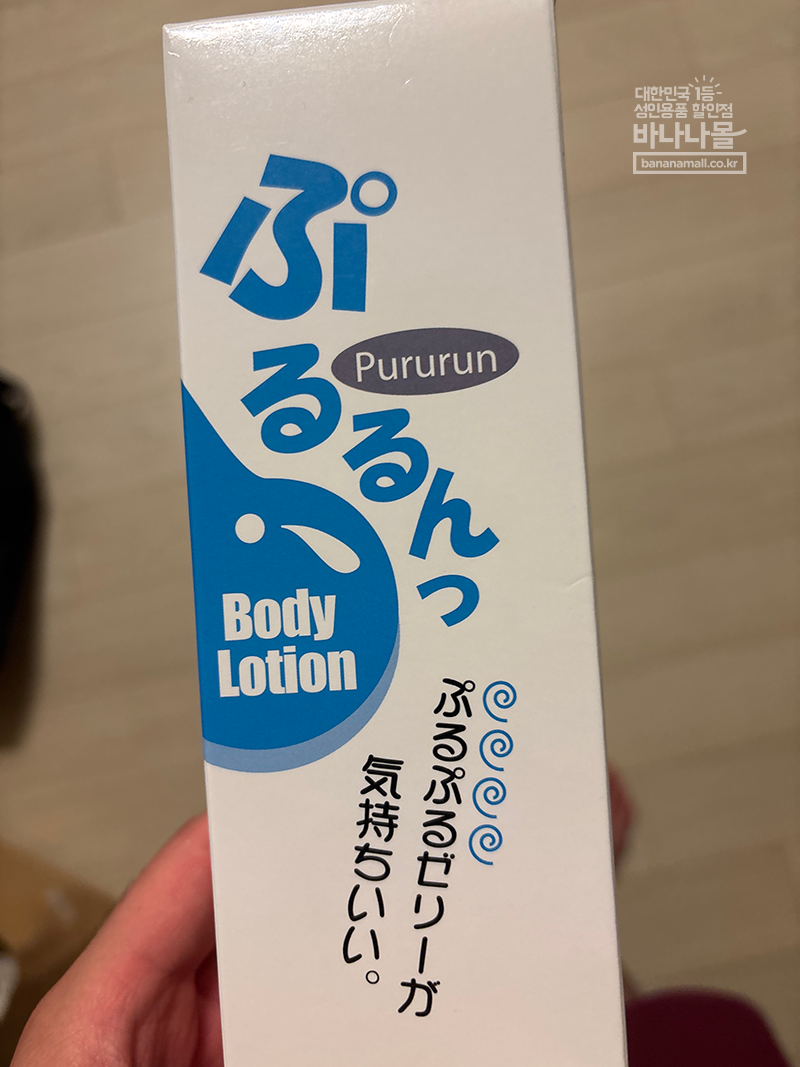 대한민국 1등
성인용품 할인점
바나나몰
bananamall.co.kr
ぷるるんっ
Pururun
Body
Lotion
ぷるぷるゼリーが
気持ちいい。